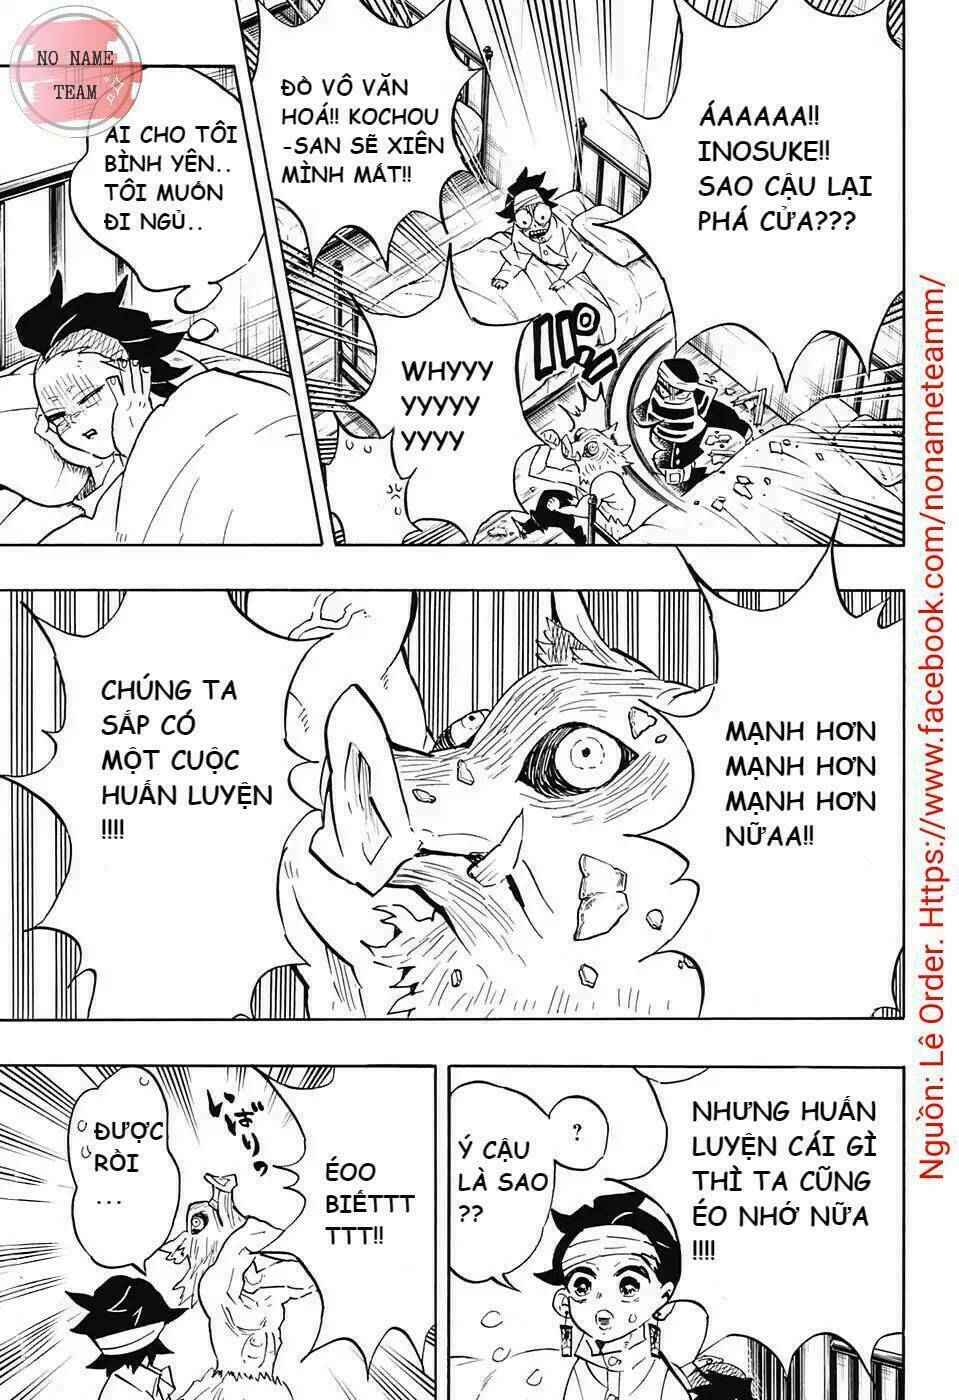 NO NAME
TEAM
ÁAAAAA!!
INOSUKE!!
SAO CẬU LẠI
PHÁ CỬA???
ĐỒ VÔ VĂN
HOÁ!! KOCHOU
-SAN SẼ XIÊN
MÌNH MẤT!!
パン
WHYYY
YYYYY
YYYY
AI CHO TÔI
BÌNH YÊN..
TÔI MUỐN
ĐI NGỦ..
MẠNH HƠN
MẠNH HƠN
MẠNH HƠN
NỮAA!!
CHÚNG TA
SẮP CÓ
MỘT CUỘC
HUẤN LUYỆN
!!!!
NHƯNG HUẤN
LUYỆN CÁI GÌ
THÌ TA CŨNG
ÉO NHỚ NỮA
!!!!
?
Ý CẬU
LÀ SAO
??
ÉOO
BIẾTTT
TTT!!
いばりっ
ĐƯỢC
RỒI
...
Nguồn: Lê Order. Https://www.facebook.com/nonameteamm/